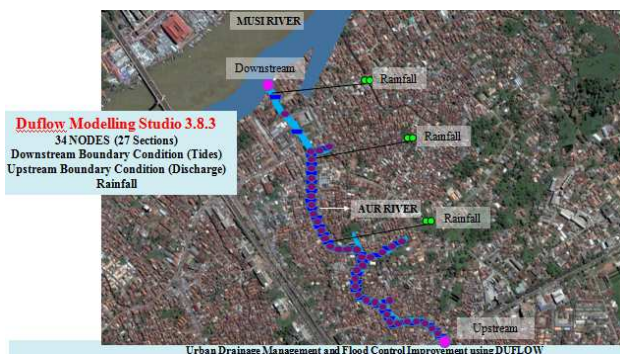 MUSI RIVER
Downstream
Rainfall
Duflow Modelling Studio 3.8.3
34 NODES (27 Sections)
Downstream Boundary Condition (Tides)
Upstream Boundary Condition (Discharge)
Rainfall
Rainfall
AUR RIVER
Rainfall
Upstream
Urban Drainage Management and Flood Control Improvement using DUFLOW